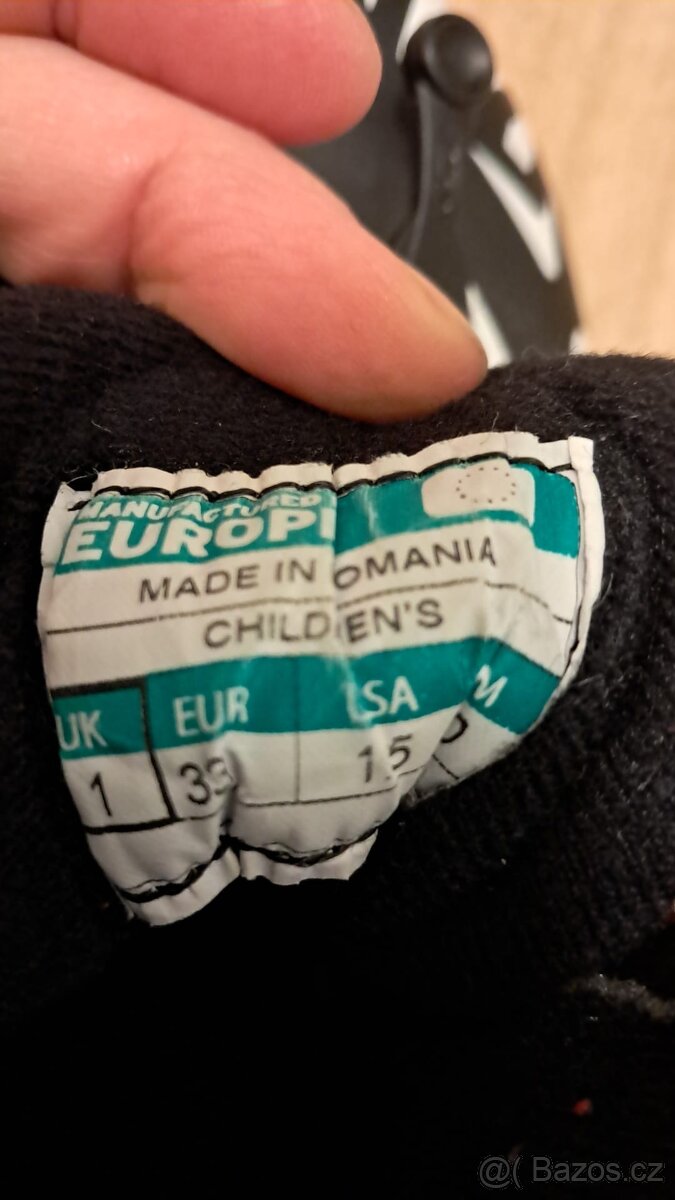 MANUFACTURED
EUROP
MADE IN OMANIA
CHILD EN'S
UK EUR SA M
1 15
@( Bazos.cz